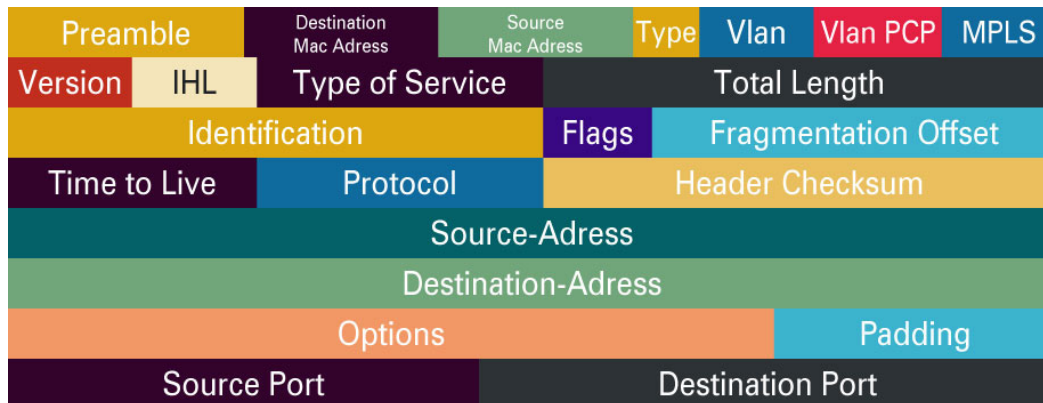 Preamble
Destination
Mac Adress
Source
Mac Adress
Type
Vlan
Vlan PCP
MPLS
Version
IHL
Type of Service
Total Length
Identification
Flags
Fragmentation Offset
Time to Live
Protocol
Header Checksum
Source-Adress
Destination-Adress
Options
Padding
Source Port
Destination Port